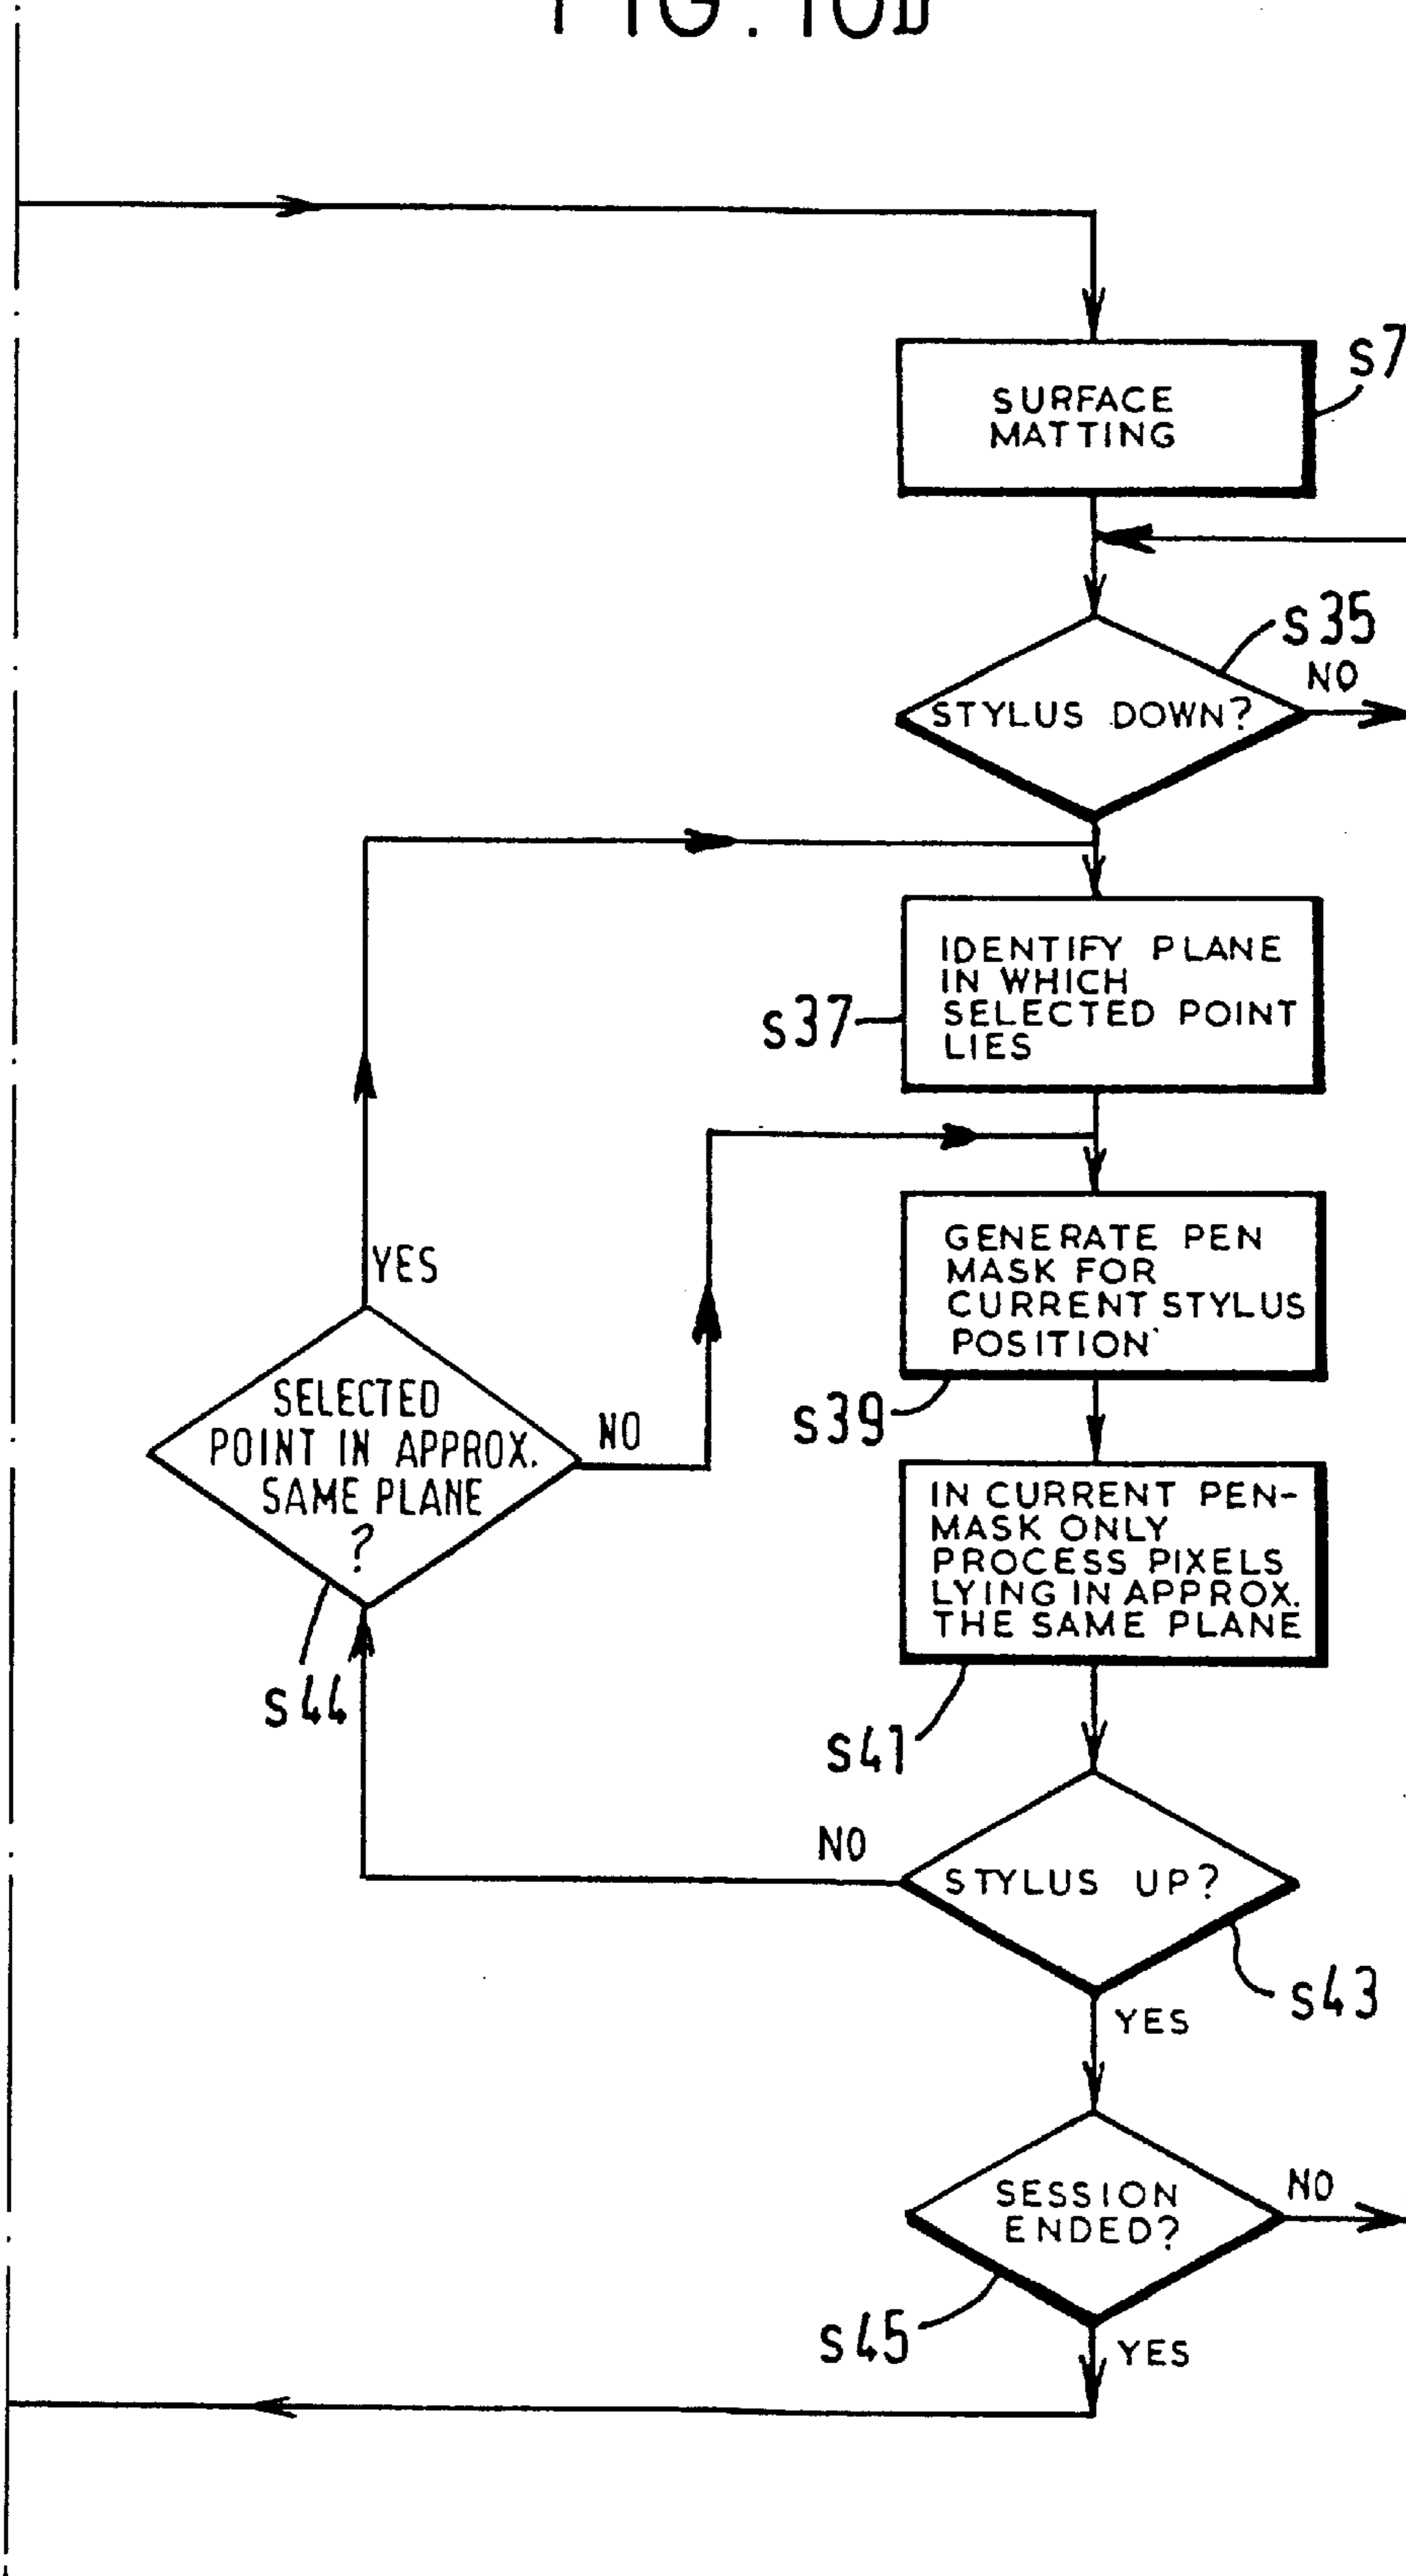 FIG. 10B
SURFACE
MATTING
s7
s35
NO
STYLUS DOWN?
IDENTIFY PLANE
IN WHICH
SELECTED POINT
LIES
s37
GENERATE PEN
MASK FOR
CURRENT STYLUS
POSITION
s39
YES
SELECTED
POINT IN APPROX.
SAME PLANE
?
NO
s44
IN CURRENT PEN-
MASK ONLY
PROCESS PIXELS
LYING IN APPROX.
THE SAME PLANE
s41
NO
STYLUS UP?
s43
YES
SESSION
ENDED?
NO
s45
YES